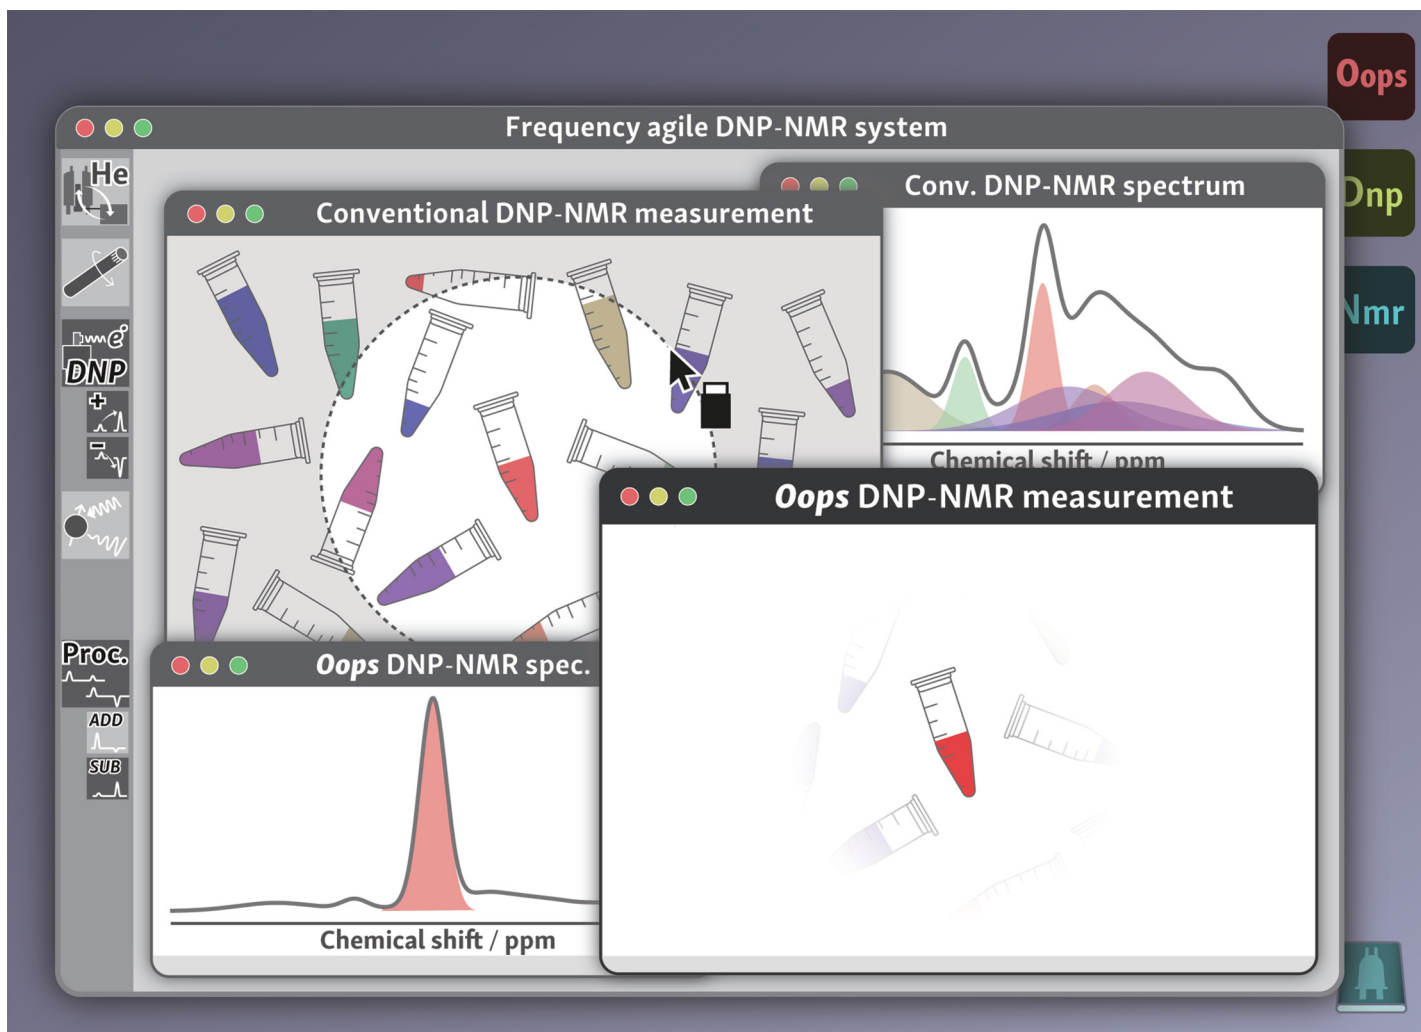 Oops
Frequency agile DNP-NMR system
He
Conv. DNP-NMR spectrum
Dnp
Conventional DNP-NMR measurement
Nmr
e
DNP
+
-
Chemical shift / ppm
Oops DNP-NMR measurement
Proc.
Oops DNP-NMR spec.
ADD
SUB
Chemical shift / ppm